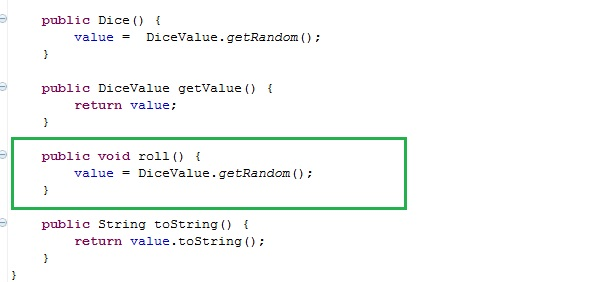 public Dice() {
value =  DiceValue.getRandom();
}
public DiceValue getValue() {
return value;
}
public void roll() {
value = DiceValue.getRandom();
}
public String toString() {
return value.toString();
}
}